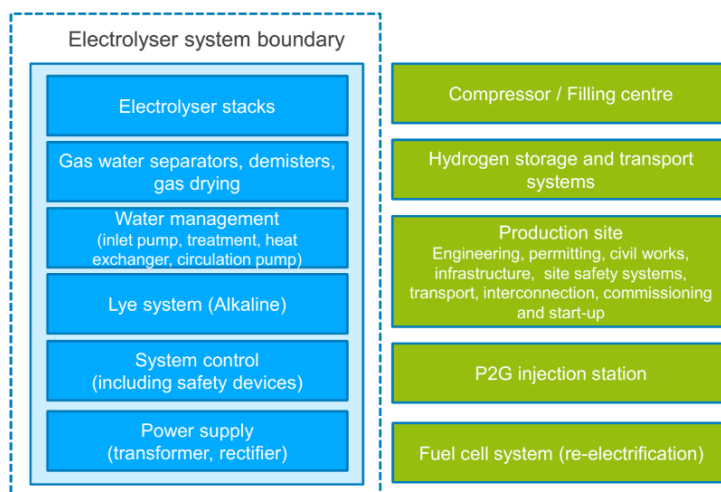 Electrolyser system boundary
Electrolyser stacks
Gas water separators, demisters,
gas drying
Water management
(inlet pump, treatment, heat
exchanger, circulation pump)
Lye system (Alkaline)
System control
(including safety devices)
Power supply
(transformer, rectifier)
Compressor / Filling centre
Hydrogen storage and transport
systems
Production site
Engineering, permitting, civil works,
infrastructure, site safety systems,
transport, interconnection, commissioning
and start-up
P2G injection station
Fuel cell system (re-electrification)